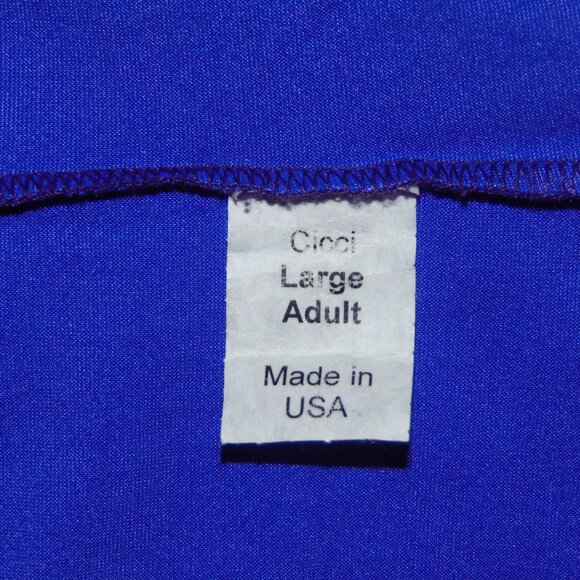 Cicci
Large
Adult
Made in
USA